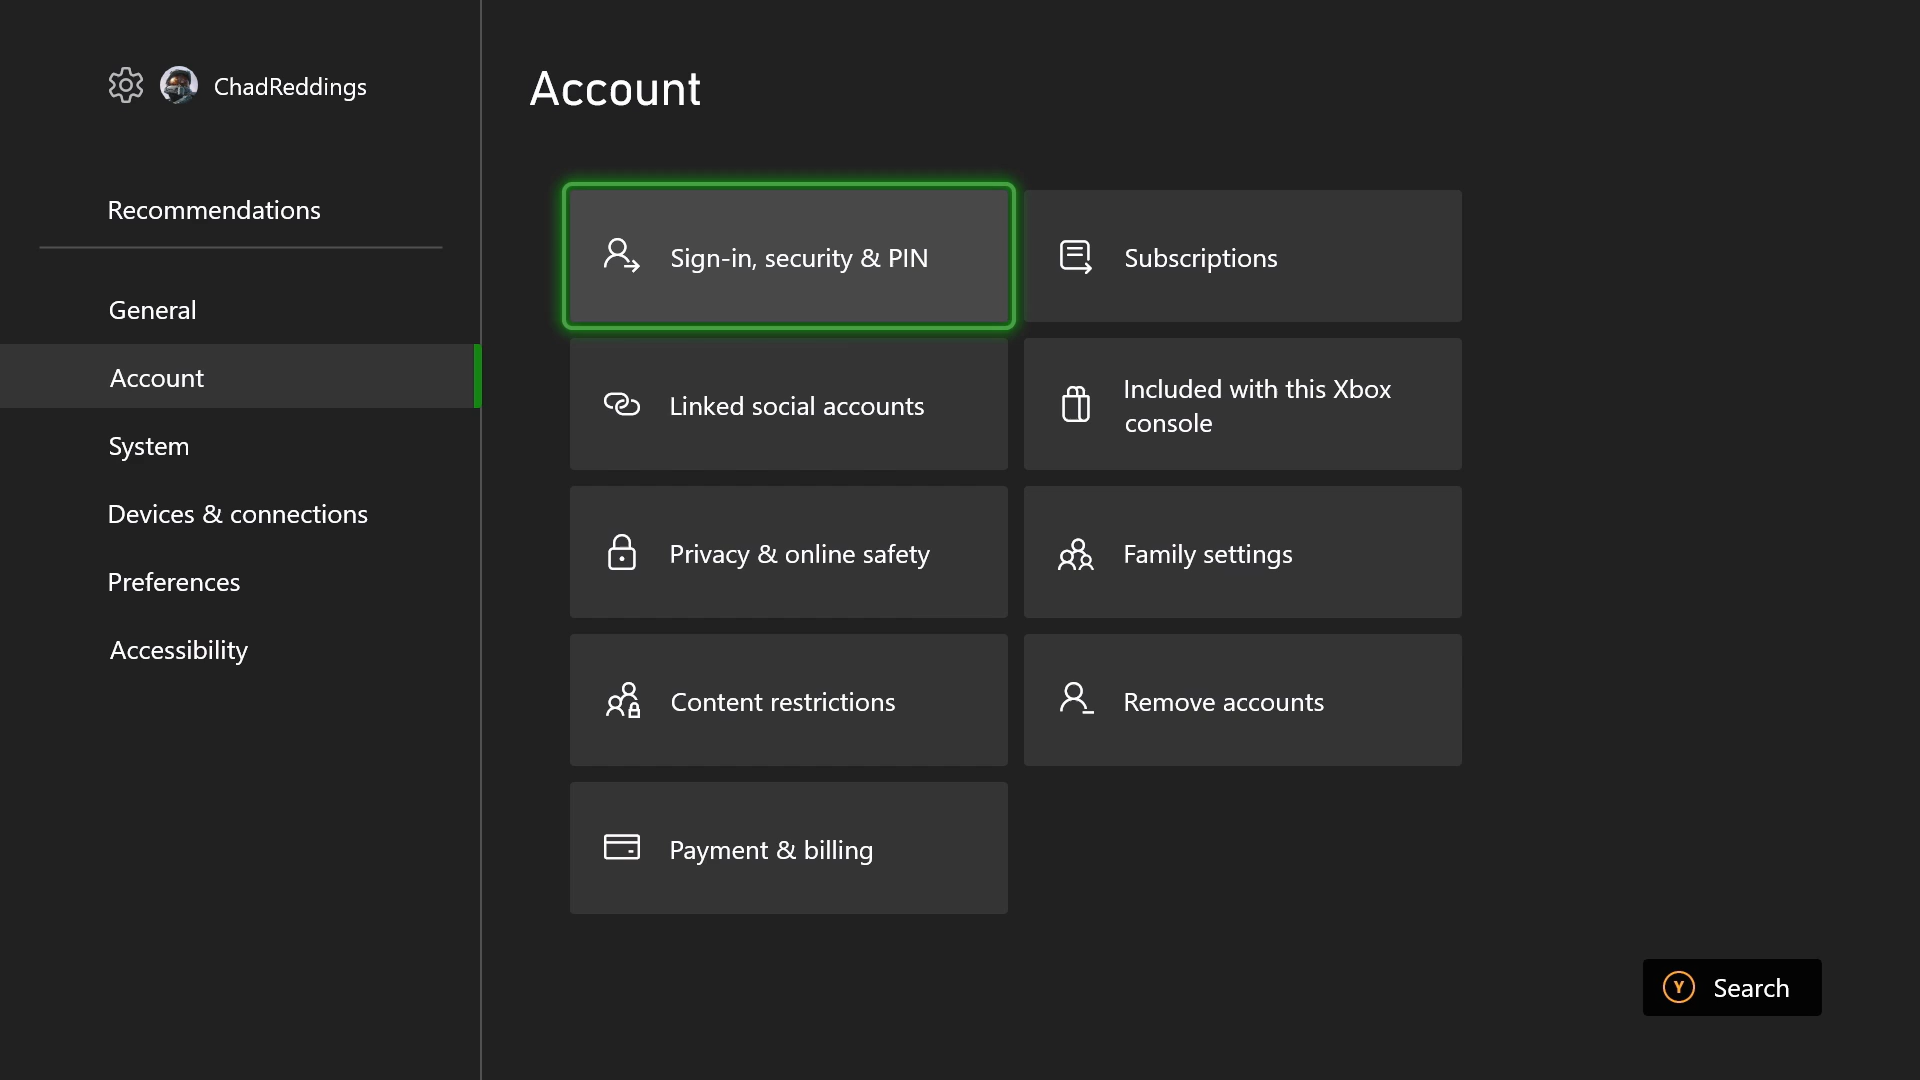 ChadReddings
Recommendations
General
Account
System
Devices & connections
Preferences
Accessibility
Account
Sign-in, security & PIN
Subscriptions
Linked social accounts
Included with this Xbox
console
Privacy & online safety
Family settings
Content restrictions
Remove accounts
Payment & billing
Y Search